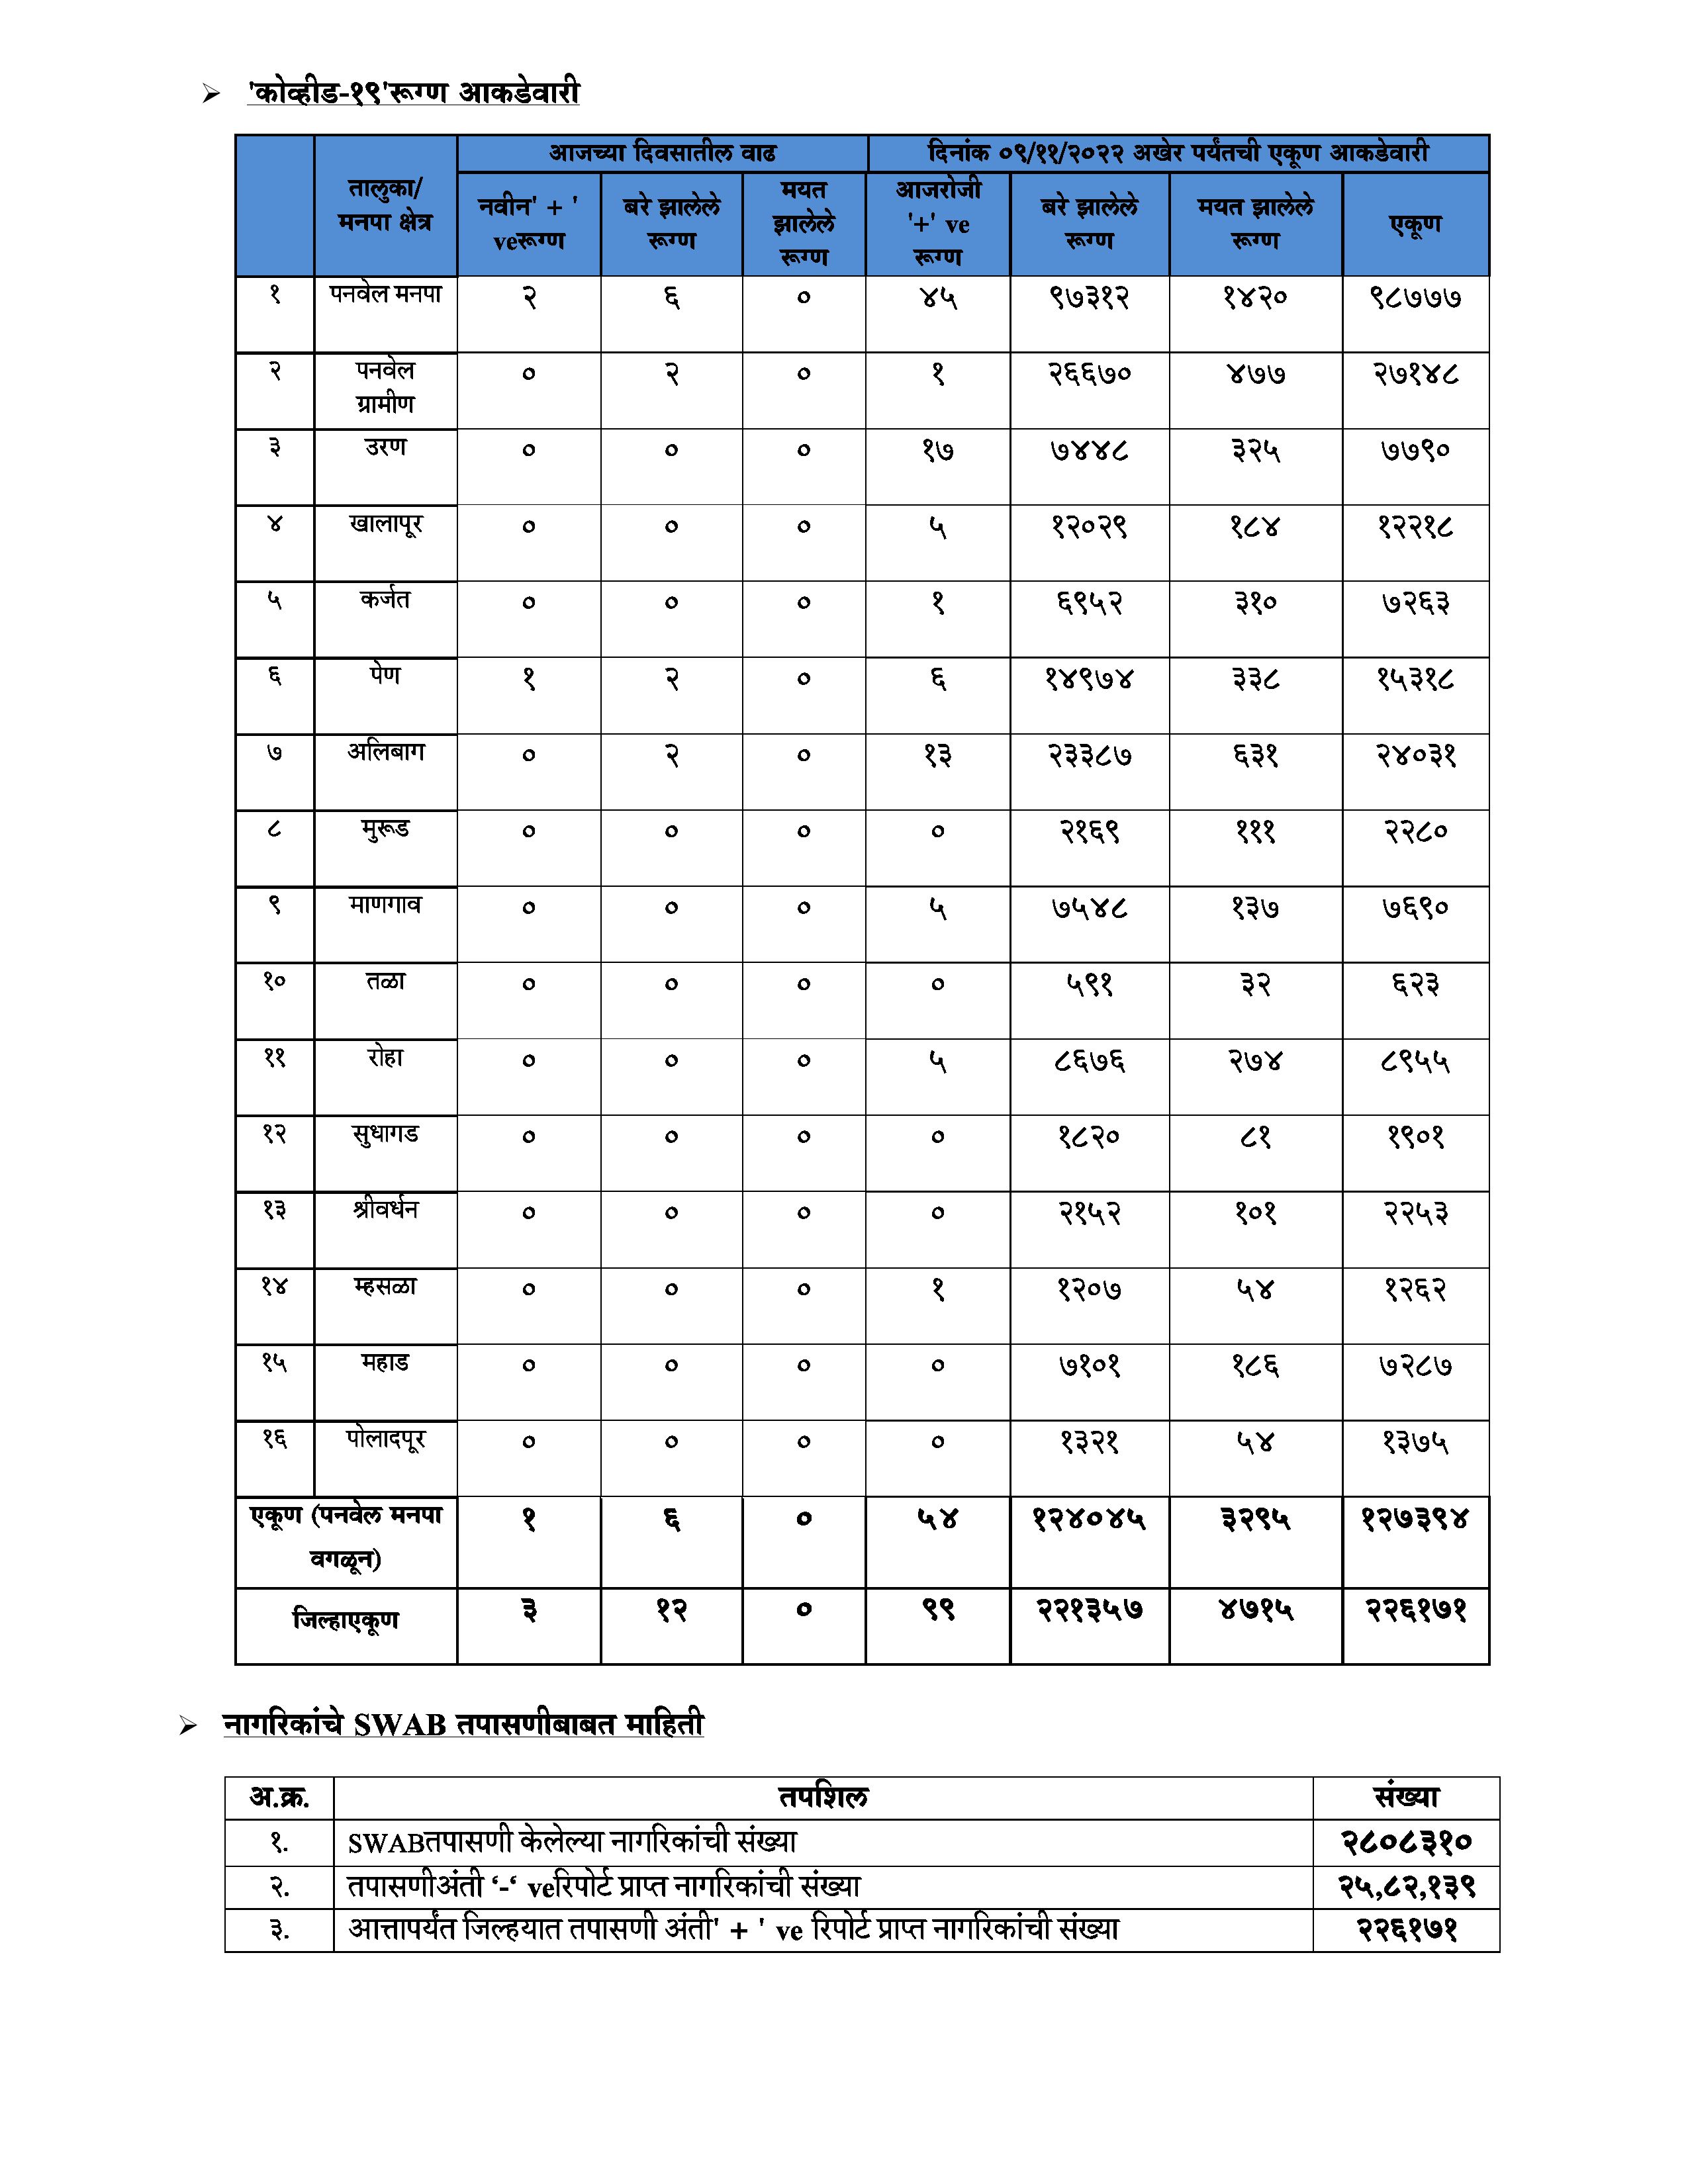 'कोव्हीड-१९'रूग्ण आकडेवारी
आजच्या दिवसातील वाढ दिनांक ०९/११/२०२२ अखेर पर्यंतची एकूण आकडेवारी
तालुका/
मनपा क्षेत्र
नवीन' + '
veरूग्ण
बरे झालेले
रूग्ण
मयत
झालेले
रूग्ण
आजरोजी
'+' ve
रूग्ण
बरे झालेले
रूग्ण
मयत झालेले
रूग्ण
एकूण
१ पनवेल मनपा २ ६ ० ४५ ९७३१२ १४२० ९८७७७
२ पनवेल ० २ ० १ २६६७० ४७७ २७१४८
ग्रामीण
३ उरण ० ० ० १७ ७४४८ ३२५ ७७९०
४ खालापूर ० ० ० ५ १२०२९ १८४ १२२१८
५ कर्जत ० ० ० १ ६९५२ ३१० ७२६३
६ पेण १ २ ० ६ १४९७४ ३३८ १५३१८
७ अलिबाग ० २ ० १३ २३३८७ ६३१ २४०३१
८ मुरूड ० ० ० ० २१६९ १११ २२८०
९ माणगाव ० ० ० ५ ७५४८ १३७ ७६९०
१० तळा ० ० ० ० ५९१ ३२ ६२३
११ रोहा ० ० ० ५ ८६७६ २७४ ८९५५
१२ सुधागड ० ० ० ० १८२० ८१ १९०१
१३ श्रीवर्धन ० ० ० ० २१५२ १०१ २२५३
१४ म्हसळा ० ० ० १ १२०७ ५४ १२६२
१५ महाड ० ० ० ० ७१०१ १८६ ७२८७
१६ पोलादपूर ० ० ० ० १३२१ ५४ १३७५
एकूण (पनवेल मनपा १ ६ ० ५४ १२४०४५ ३२९५ १२७३९४
वगळून)
जिल्हाएकूण ३ १२ ० ९९ २२१३५७ ४७१५ २२६१७१
नागरिकांचे SWAB तपासणीबाबत माहिती
अ.क्र. तपशिल संख्या
१. SWABतपासणी केलेल्या नागरिकांची संख्या २८०८३१०
२. तपासणीअंती ‘-‘ veरिपोर्ट प्राप्त नागरिकांची संख्या २५,८२,१३९
३. आत्तापर्यंत जिल्हयात तपासणी अंती' + ' ve रिपोर्ट प्राप्त नागरिकांची संख्या २२६१७१